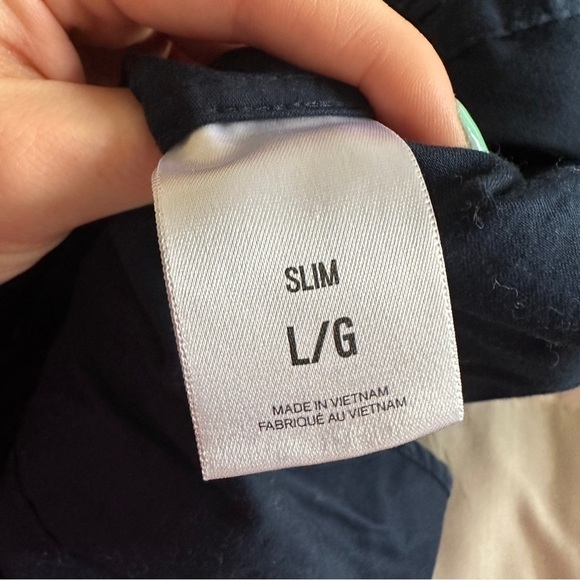 SLIM
L/G
MADE IN VIETNAM
FABRIQUÉ AU VIETNAM